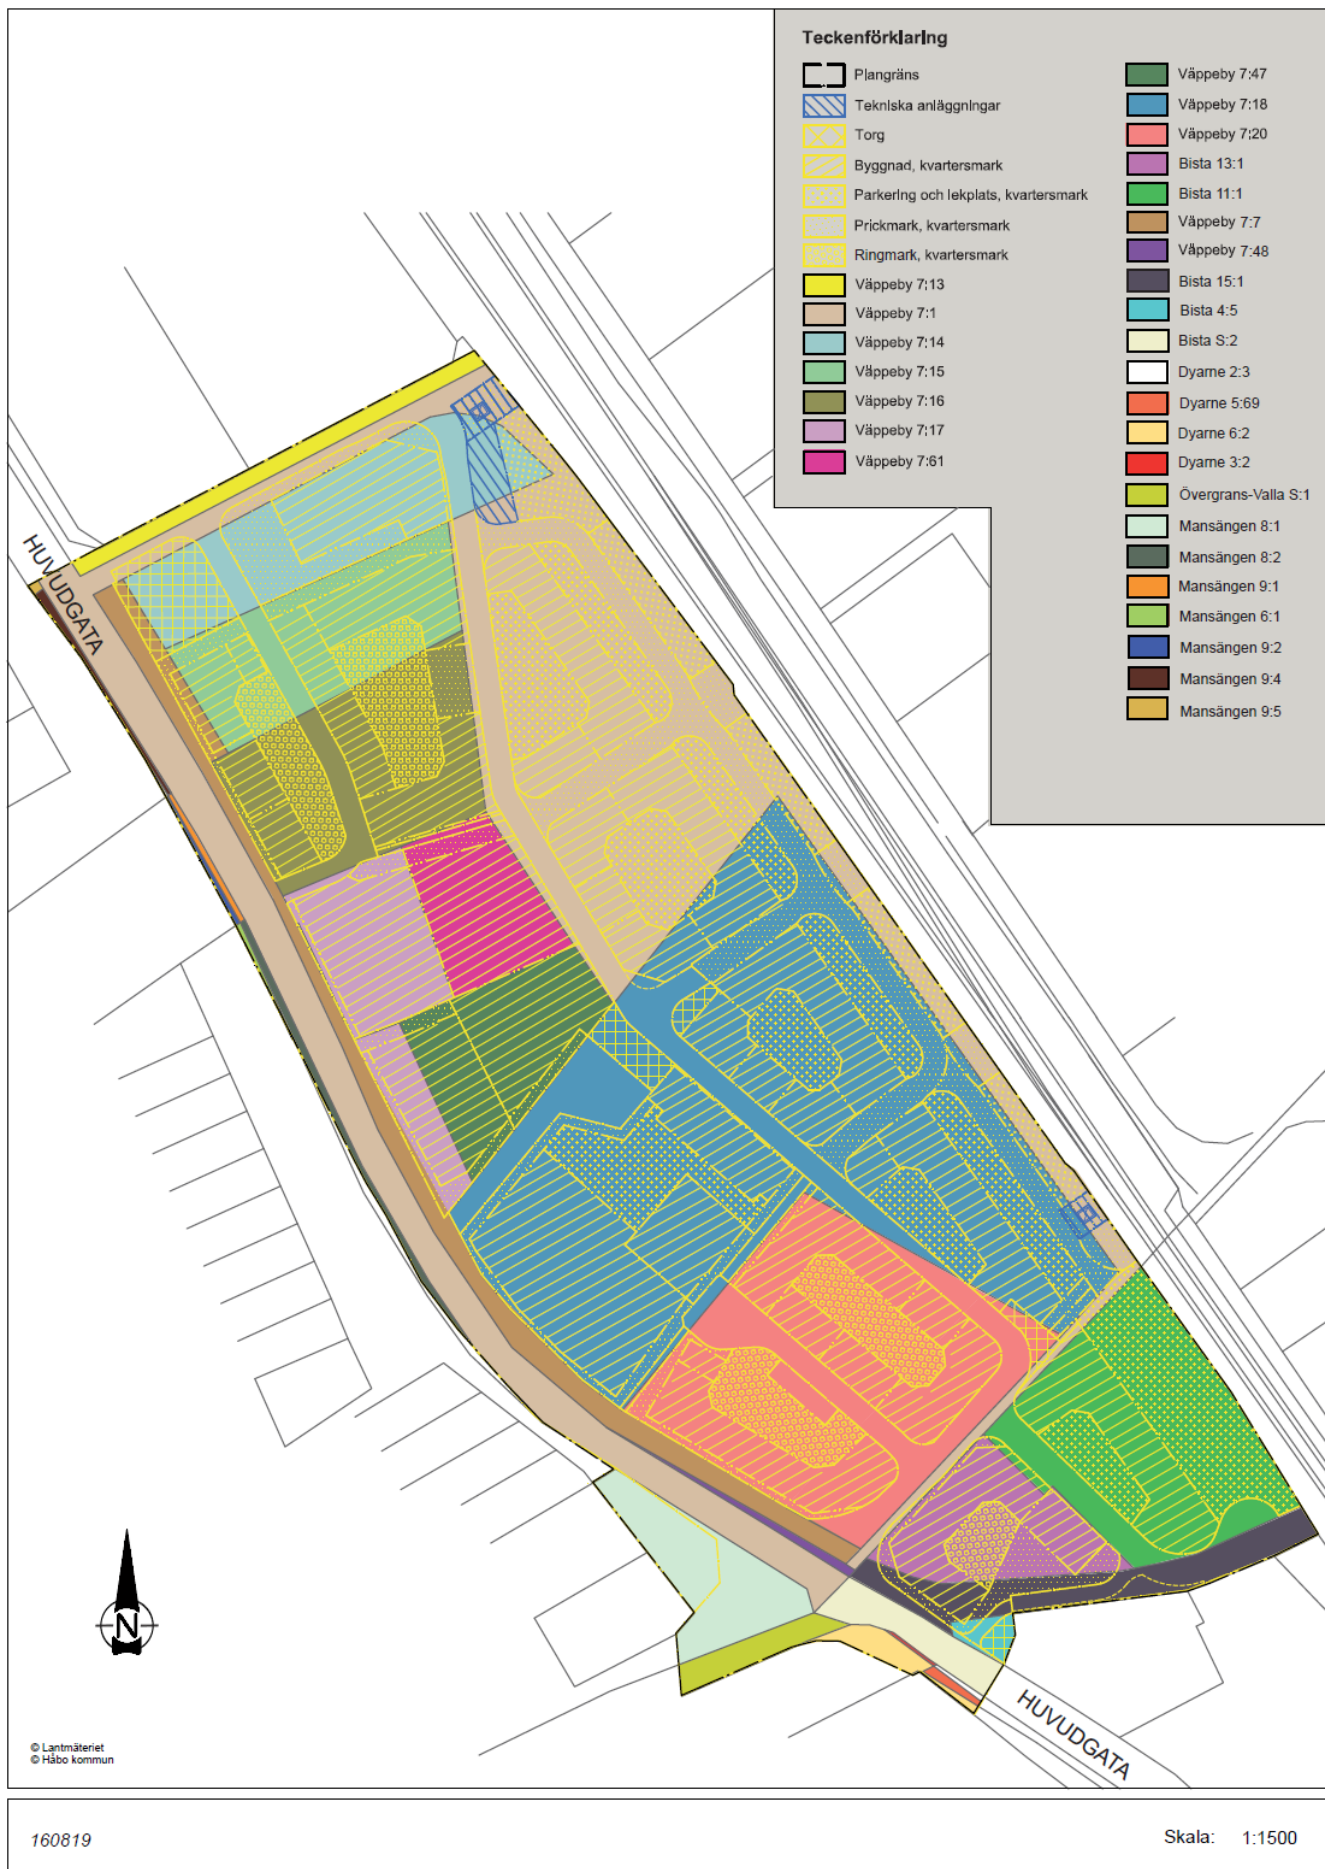 Teckenförklaring
Plangräns
Tekniska anläggningar
Torg
Byggnad, kvartersmark
Parkering och lekplats, kvartersmark
Prickmark, kvartersmark
Ringmark, kvartersmark
Väppeby 7:13
Väppeby 7:1
Väppeby 7:14
Väppeby 7:15
Väppeby 7:16
Väppeby 7:17
Väppeby 7:61
Väppeby 7:47
Väppeby 7:18
Väppeby 7:20
Bista 13:1
Bista 11:1
Väppeby 7:7
Väppeby 7:48
Bista 15:1
Bista 4:5
Bista S:2
Dyarne 2:3
Dyarne 5:69
Dyarne 6:2
Dyarne 3:2
Övergrans-Valla S:1
Mansängen 8:1
Mansängen 8:2
Mansängen 9:1
Mansängen 6:1
Mansängen 9:2
Mansängen 9:4
Mansängen 9:5
HUVUDGATA
HUVUDGATA
N
© Lantmäteriet
© Håbo kommun
160819
Skala: 1:1500